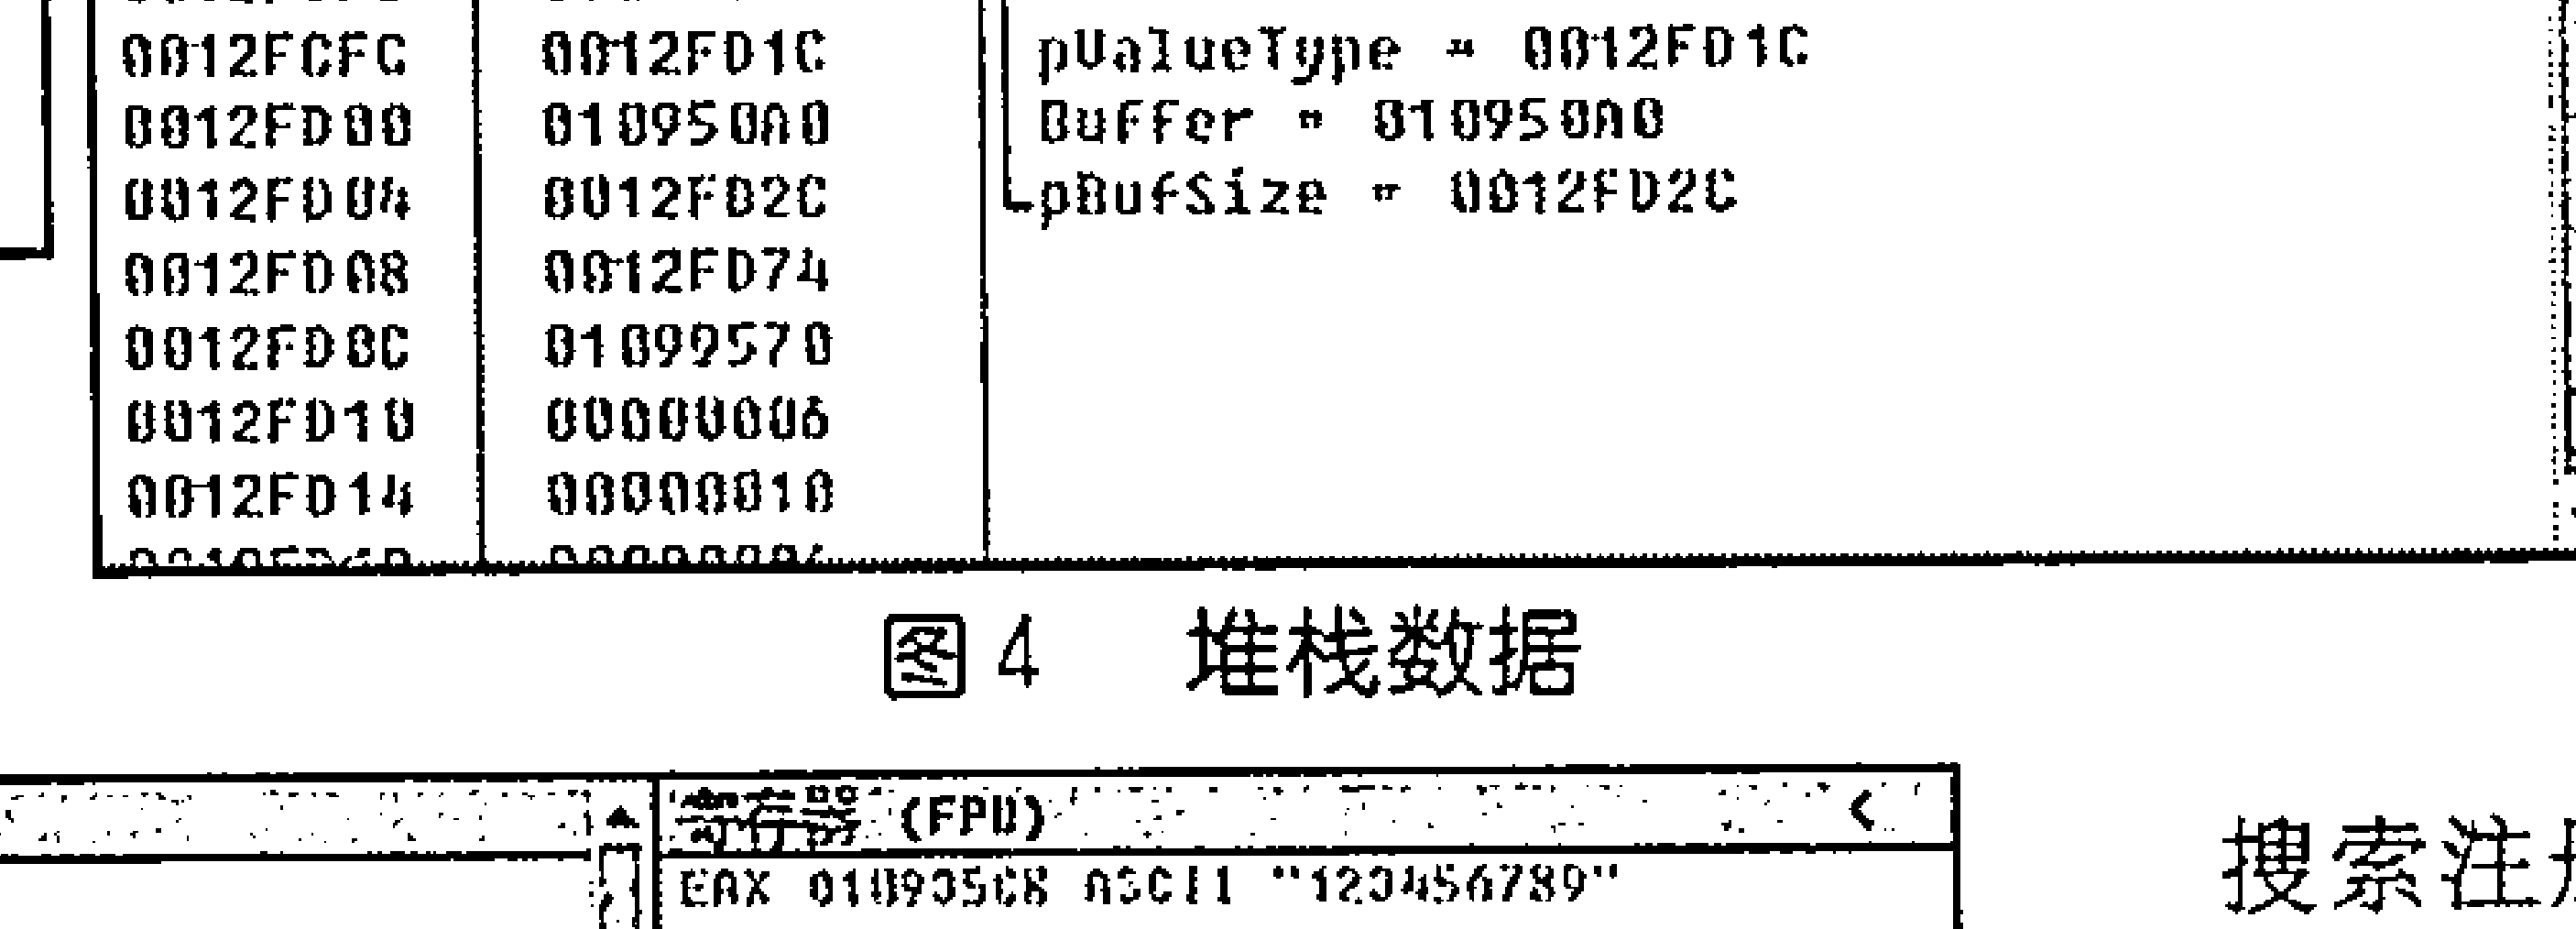 0012FCFC 0012FD1C pValueType = 0012FD1C
0012FD00 010950A0 Buffer = 010950A0
0012FD04 0012FD2C pBufSize = 0012FD2C
0012FD08 0012FD74
0012FD0C 01099570
0012FD10 00000006
0012FD14 00000010
图4 堆栈数据
寄存器 (FPU) <
EAX ASCII "123456789"
搜索注